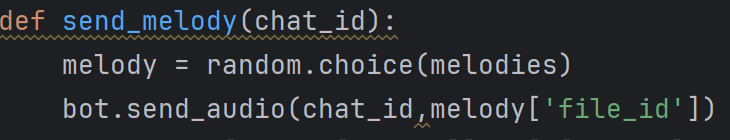 def send_melody(chat_id):
melody = random.choice(melodies)
bot.send_audio(chat_id,melody['file_id'])